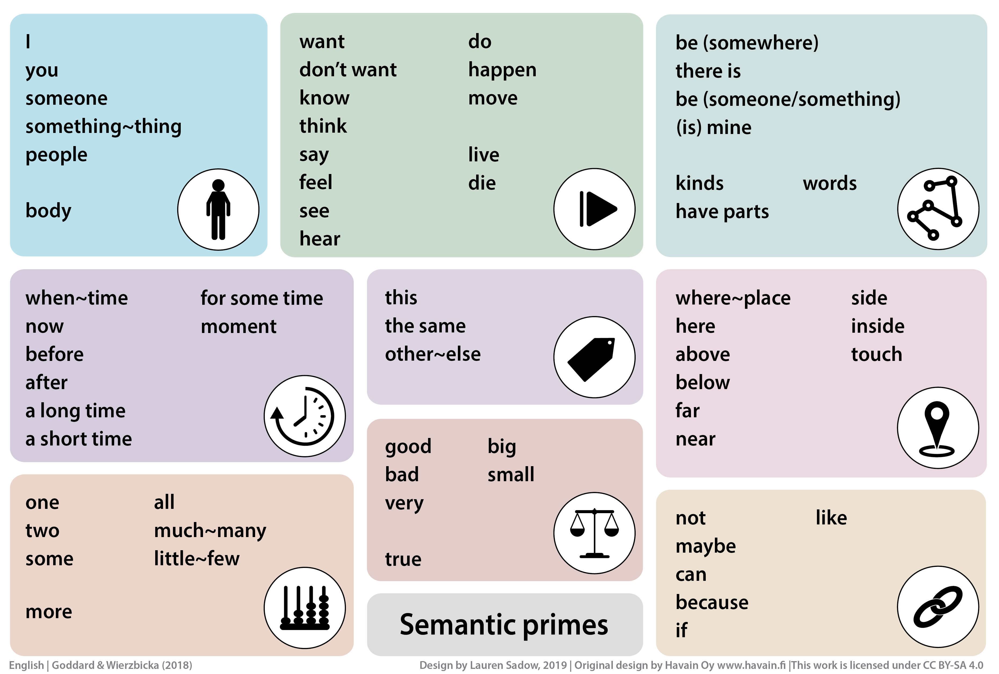 I
you
someone
something~thing
people
body
want
don’t want
know
think
say
feel
see
hear
do
happen
move
live
die
be (somewhere)
there is
be (someone/something)
(is) mine
kinds
have parts
words
when~time
now
before
after
a long time
a short time
for some time
moment
this
the same
other~else
where~place
here
above
below
far
near
side
inside
touch
one
two
some
more
all
much~many
little~few
good
bad
very
true
big
small
not
maybe
can
because
if
like
Semantic primes
English | Goddard & Wierzbicka (2018)
Design by Lauren Sadow, 2019 | Original design by Havain Oy www.havain.fi |This work is licensed under CC BY-SA 4.0